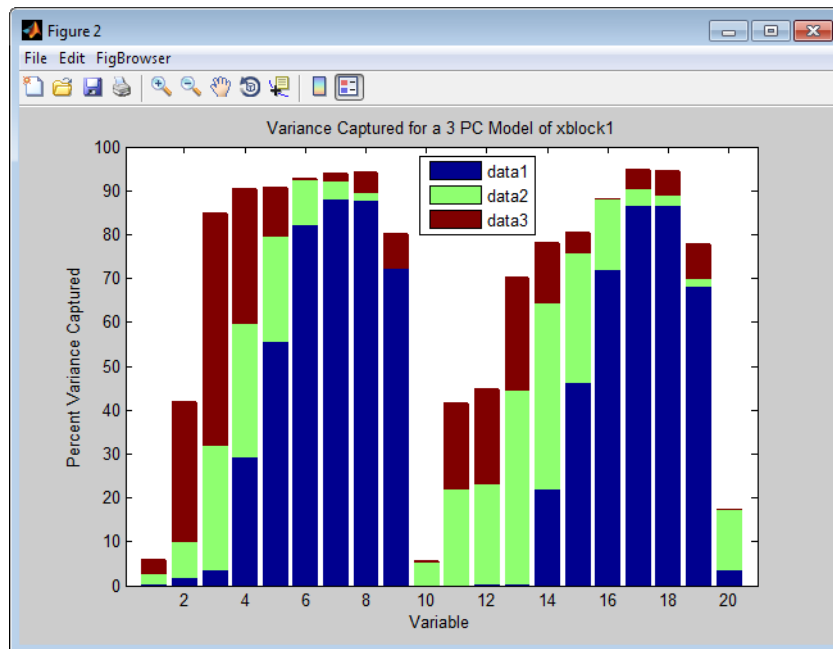 Figure 2
File Edit FigBrowser
Variance Captured for a 3 PC Model of xblock1
data1
data2
data3
Percent Variance Captured
100
90
80
70
60
50
40
30
20
10
0
2 4 6 8 10 12 14 16 18 20
Variable